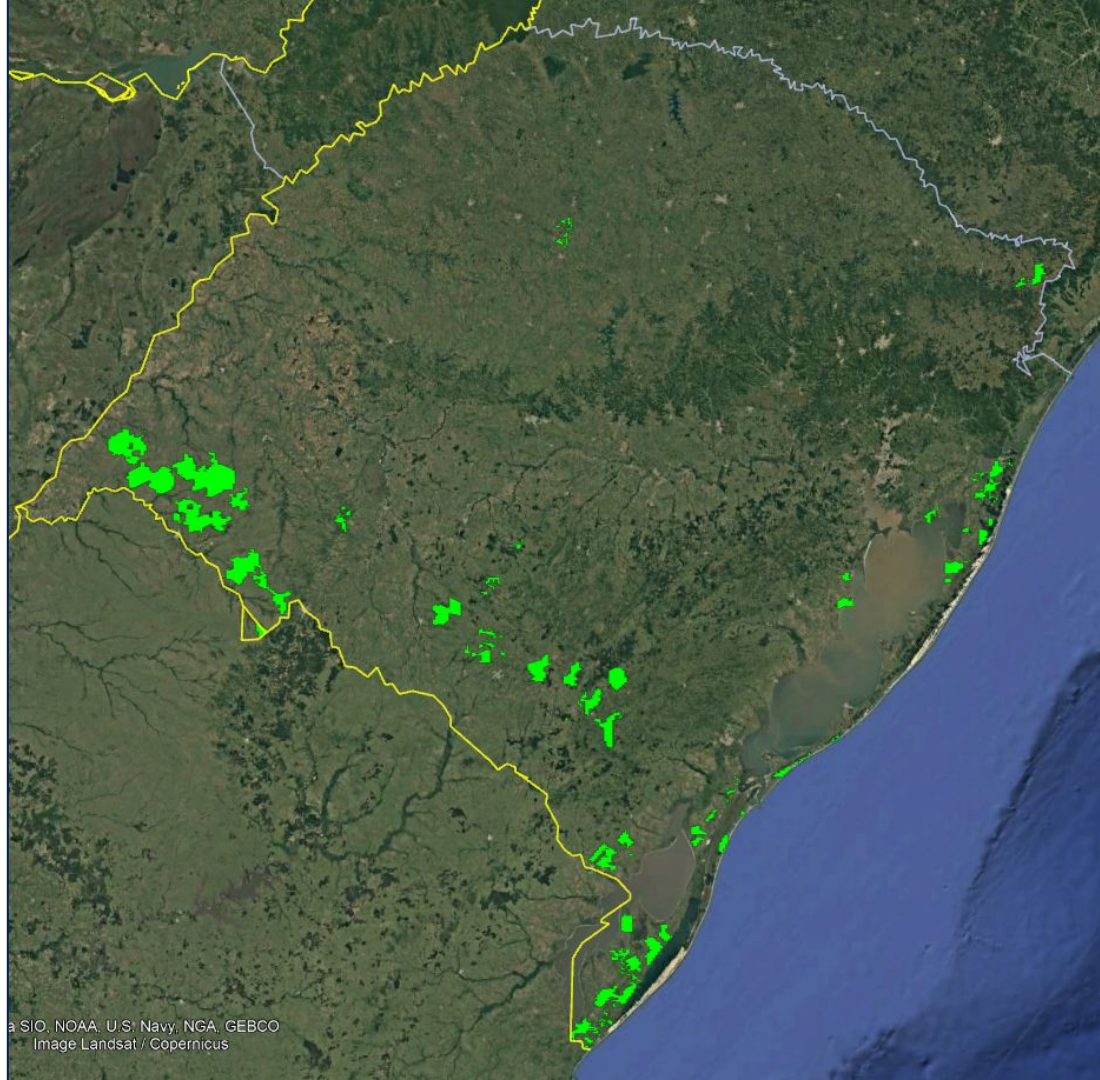 a SIO, NOAA, U.S. Navy, NGA, GEBCO
Image Landsat / Copernicus